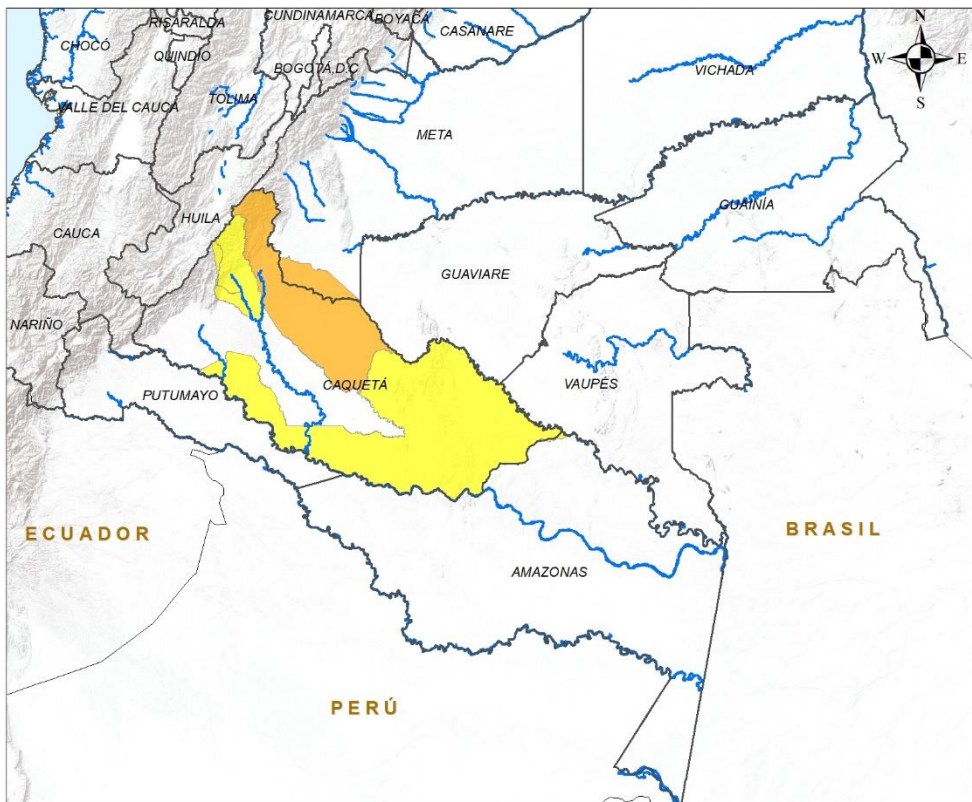 CUNDINAMARCA
BOYACÁ
RISARALDA
CASANARE
N
CHOCÓ
QUINDÍO
BOGOTÁ,D.C
W
E
VICHADA
S
VALLE DEL CAUCA
TOLIMA
META
GUAINÍA
HUILA
CAUCA
GUAVIARE
NARIÑO
CAQUETÁ
VAUPÉS
PUTUMAYO
ECUADOR
BRASIL
AMAZONAS
PERÚ